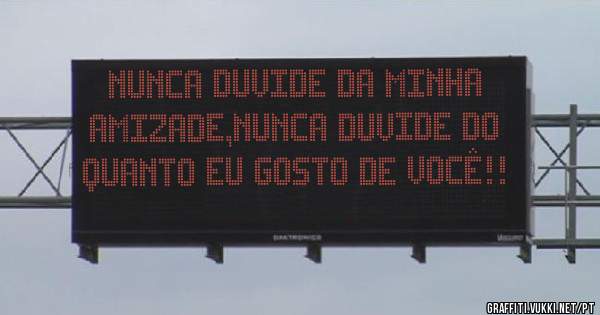 NUNCA DUVIDE DA MINHA
AMIZADE,NUNCA DUVIDE DO
QUANTO EU GOSTO DE VOCÊ!!
DAKTRONICS
GRAFFITI.VUKKI.NET/PT